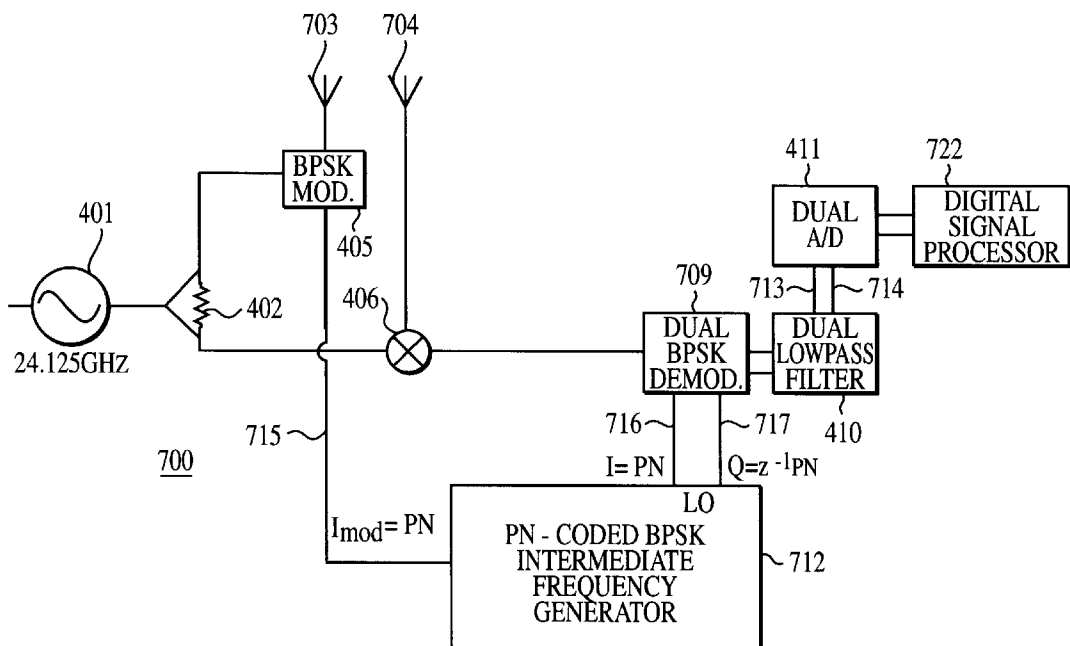 703
704
BPSK
MOD.
405
411
722
DUAL
A/D
DIGITAL
SIGNAL
PROCESSOR
401
402
406
709
713
714
24.125GHZ
DUAL
BPSK
DEMOD.
DUAL
LOWPASS
FILTER
716
717
410
715
700
I= PN
Q=z -1PN
LO
Imod= PN
PN - CODED BPSK
INTERMEDIATE
FREQUENCY
GENERATOR
712